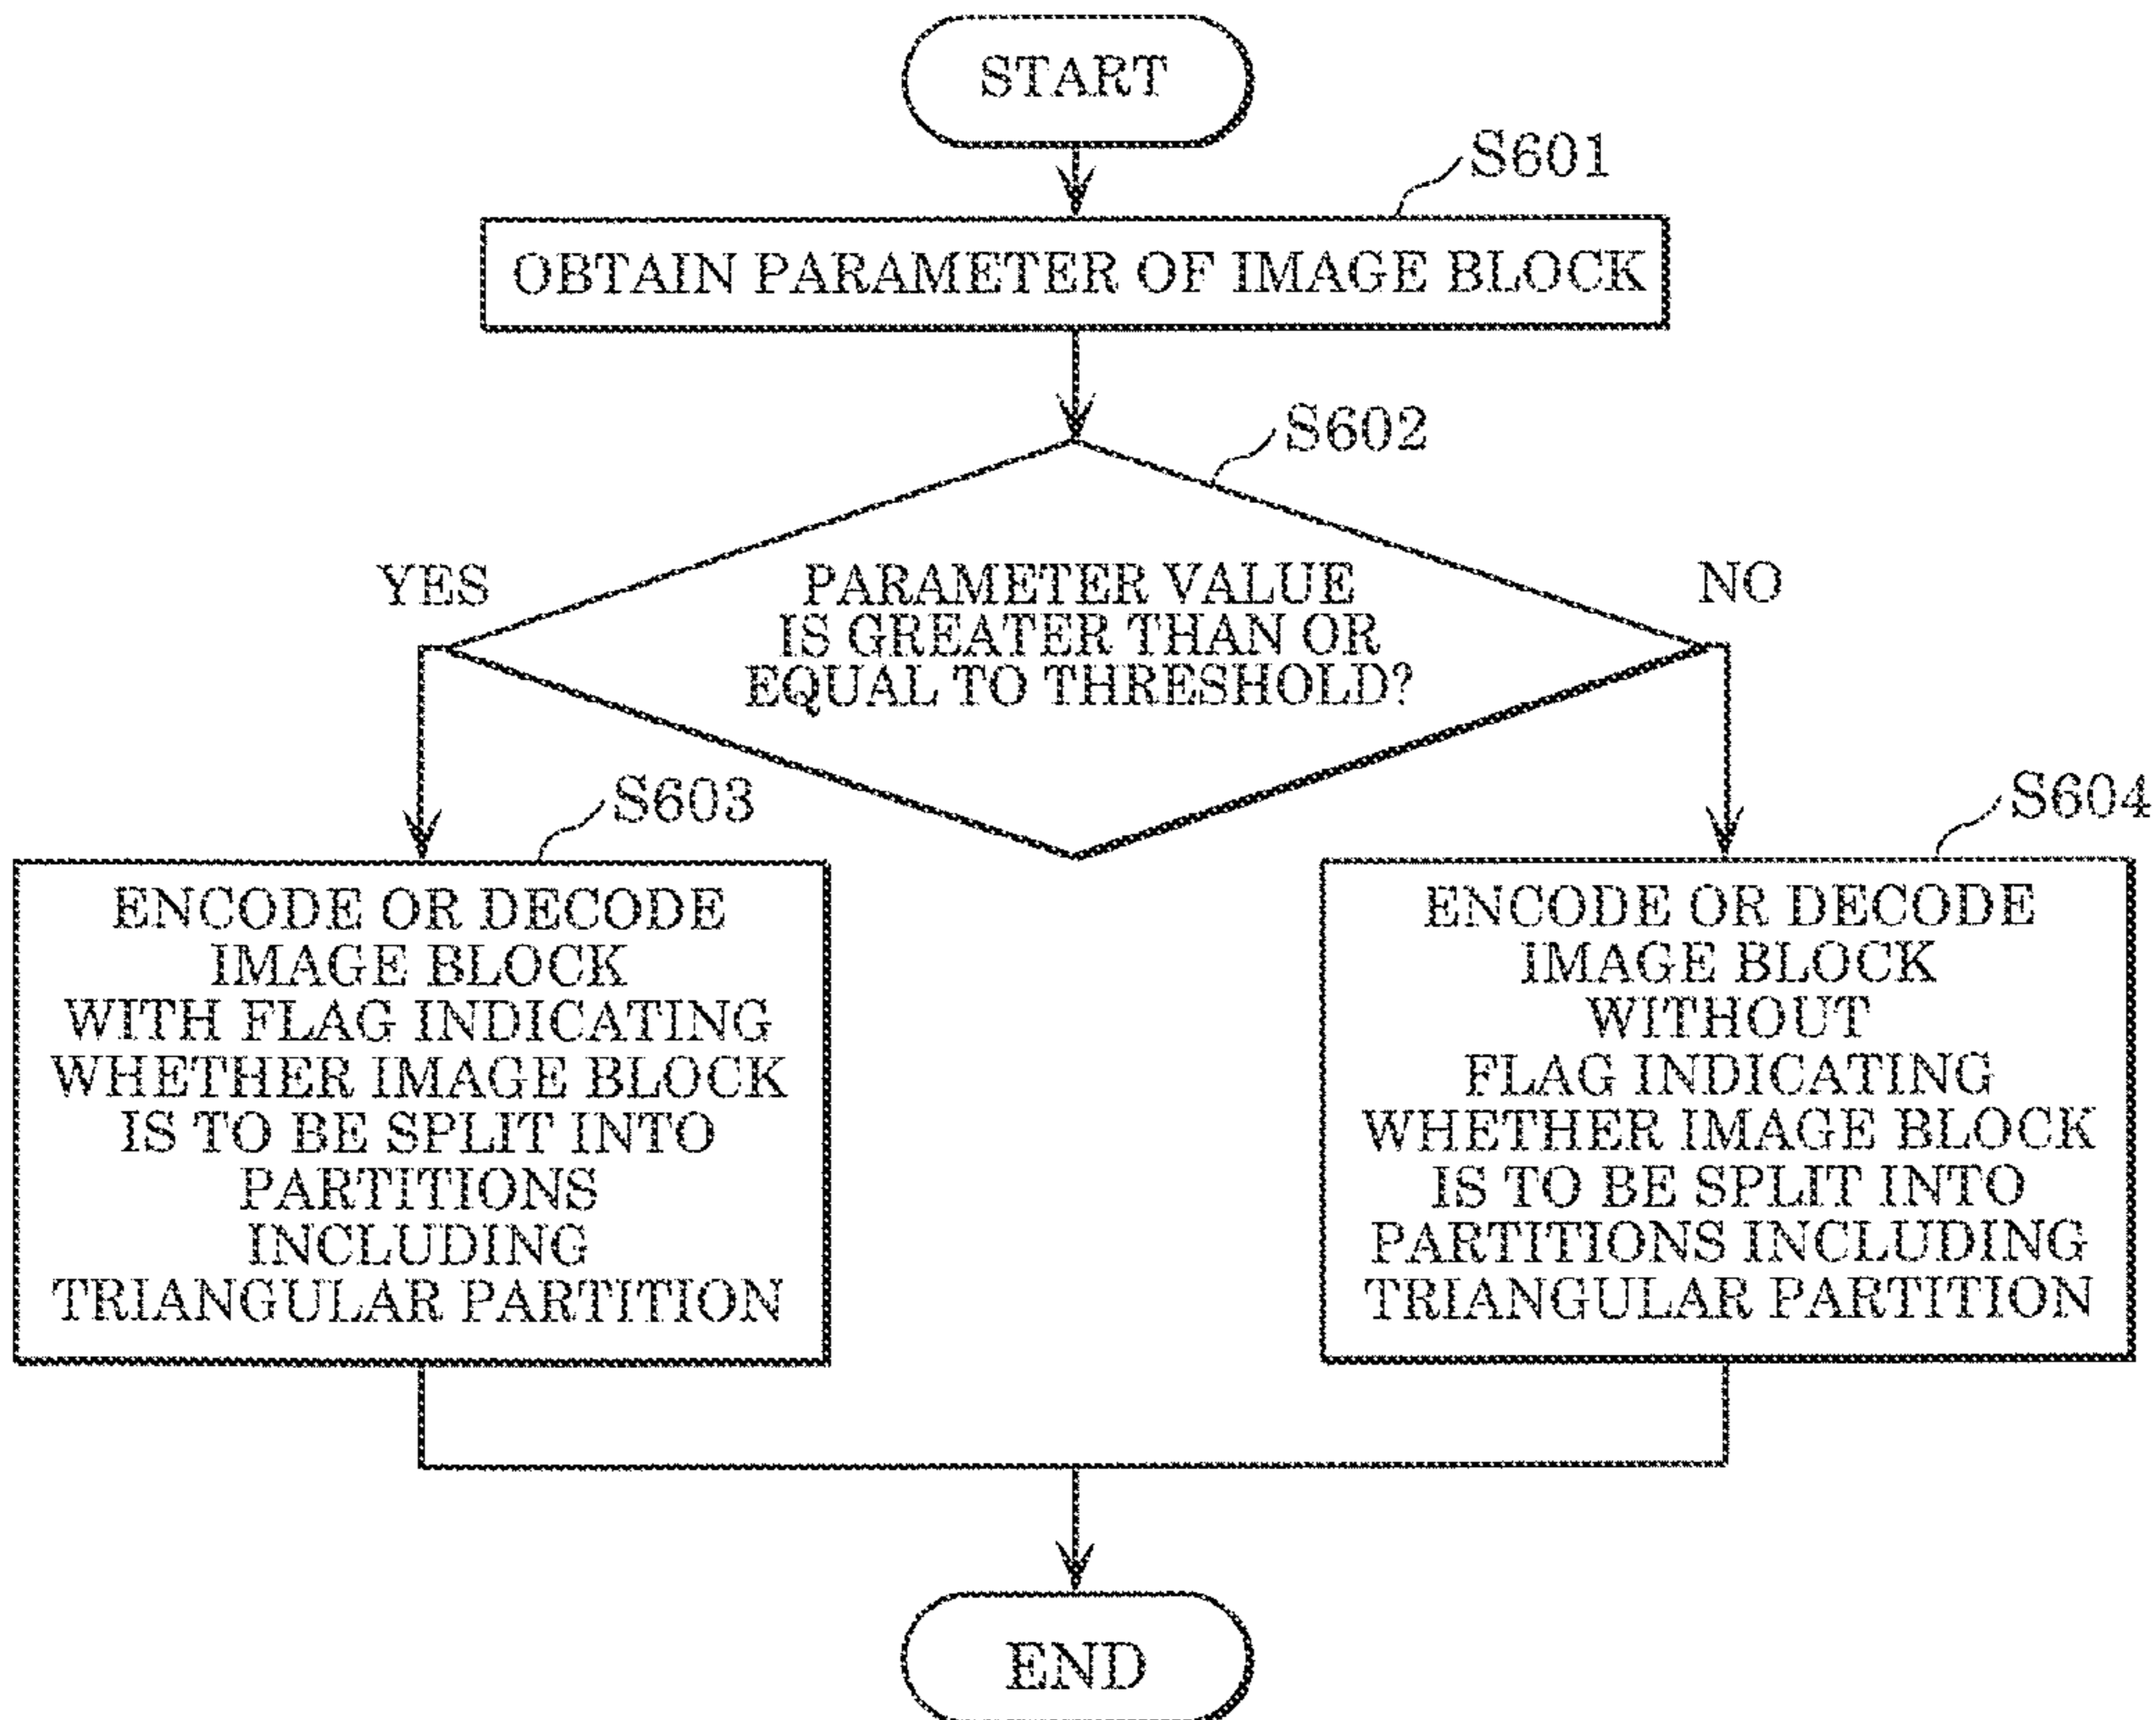 START
S601
OBTAIN PARAMETER OF IMAGE BLOCK
S602
YES
NO
PARAMETER VALUE
IS GREATER THAN OR
EQUAL TO THRESHOLD?
S603
S604
ENCODE OR DECODE
IMAGE BLOCK
WITH FLAG INDICATING
WHETHER IMAGE BLOCK
IS TO BE SPLIT INTO
PARTITIONS
INCLUDING
TRIANGULAR PARTITION
ENCODE OR DECODE
IMAGE BLOCK
WITHOUT
FLAG INDICATING
WHETHER IMAGE BLOCK
IS TO BE SPLIT INTO
PARTITIONS INCLUDING
TRIANGULAR PARTITION
END